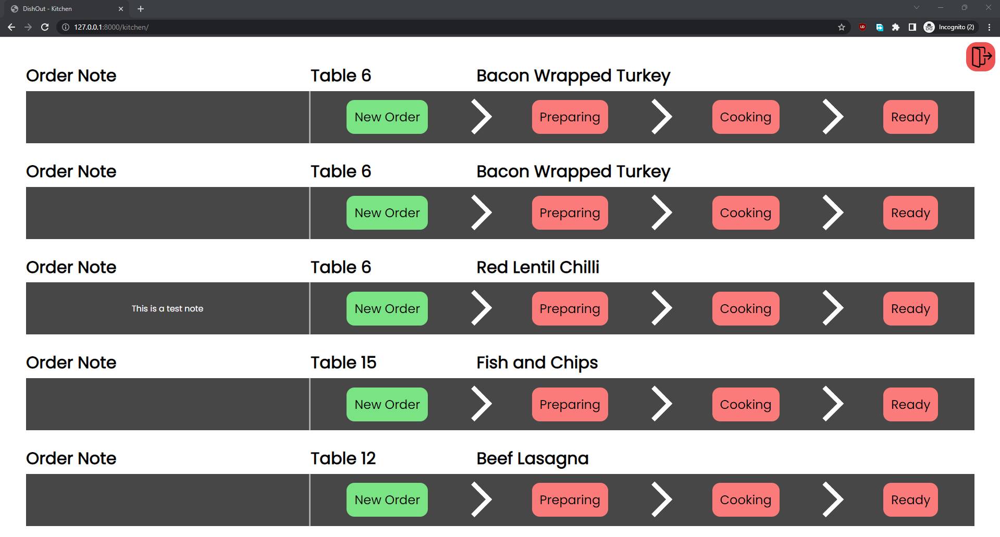 DishOut - Kitchen
127.0.0.1:8000/kitchen/
Incognito (2)
Order Note Table 6 Bacon Wrapped Turkey
New Order Preparing Cooking Ready
Order Note Table 6 Bacon Wrapped Turkey
New Order Preparing Cooking Ready
Order Note Table 6 Red Lentil Chilli
This is a test note New Order Preparing Cooking Ready
Order Note Table 15 Fish and Chips
New Order Preparing Cooking Ready
Order Note Table 12 Beef Lasagna
New Order Preparing Cooking Ready